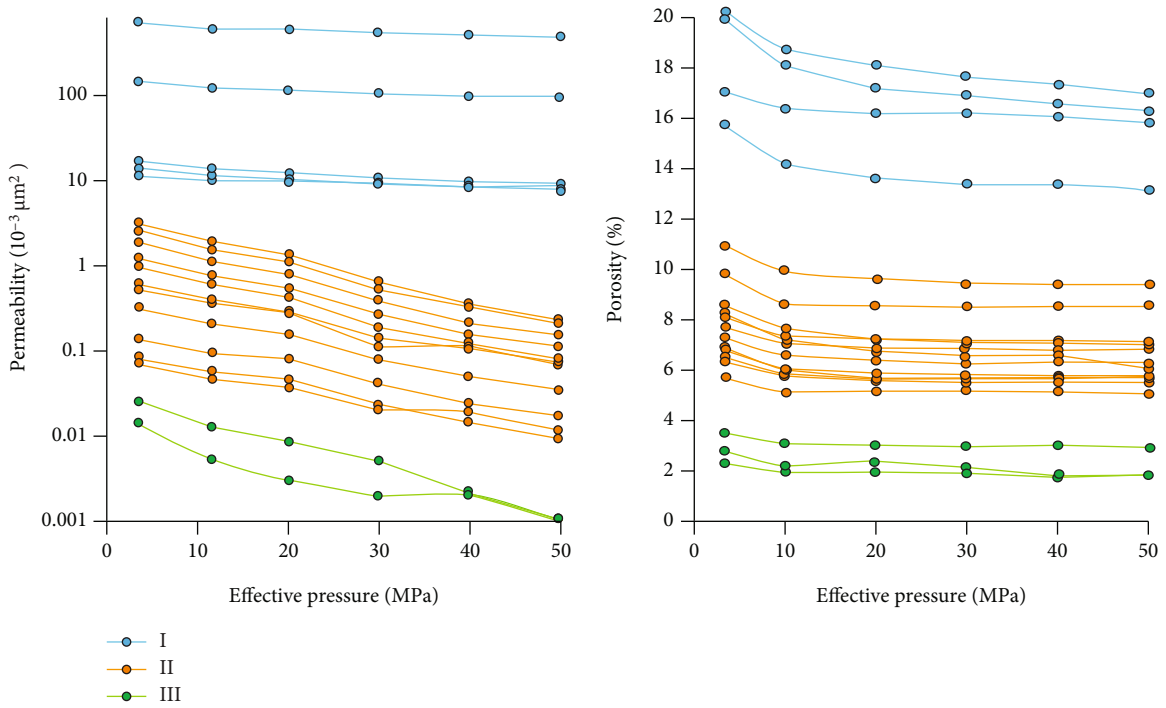 Permeability (10⁻³ μm²)
100
10
1
0.1
0.01
0.001
0 10 20 30 40 50
Effective pressure (MPa)
Porosity (%)
20
18
16
14
12
10
8
6
4
2
0
0 10 20 30 40 50
Effective pressure (MPa)
I
II
III